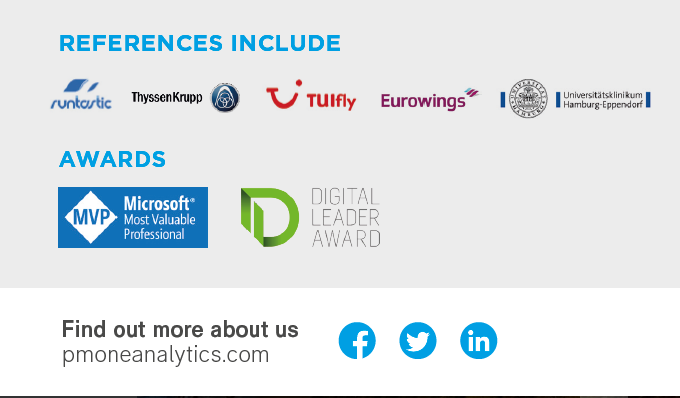 REFERENCES INCLUDE
runtastic
ThyssenKrupp
TUIfly
Eurowings
Universitätsklinikum
Hamburg-Eppendorf
AWARDS
MVP
Microsoft®
Most Valuable
Professional
DIGITAL
LEADER
AWARD
Find out more about us
pmoneanalytics.com